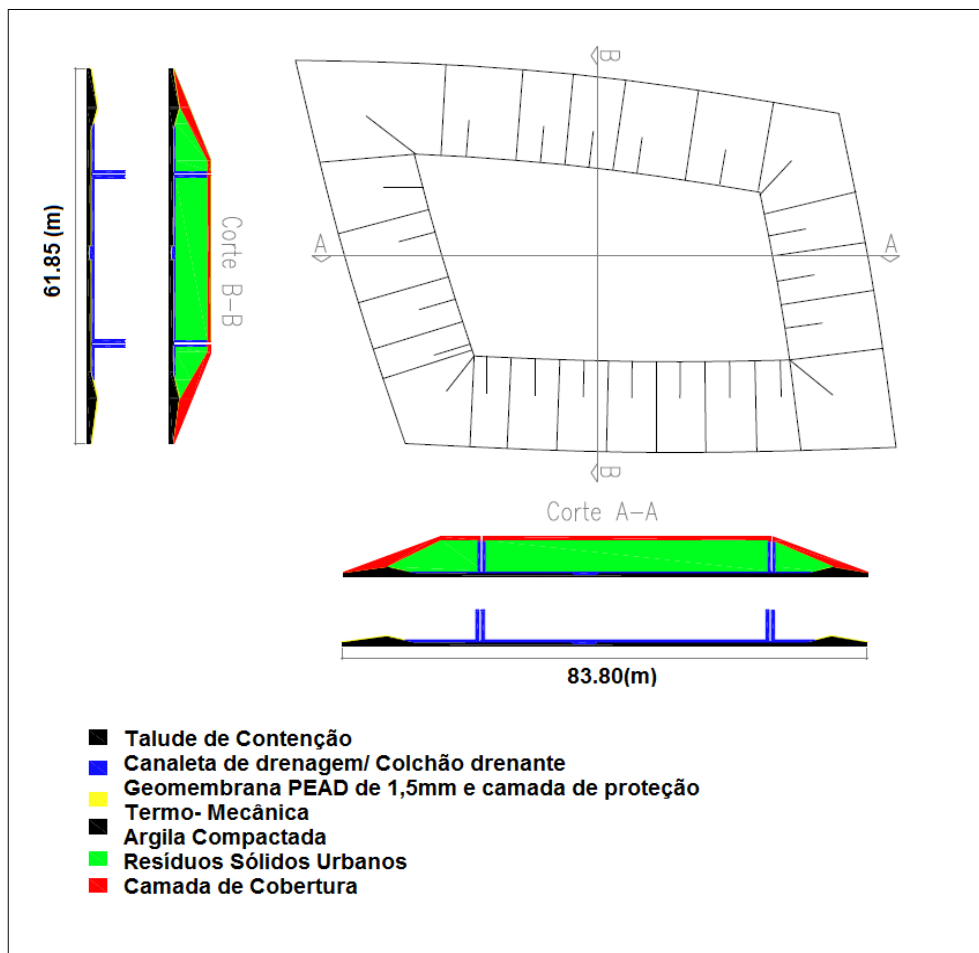 B
A
A
B
61.85 (m)
Corte B-B
Corte A-A
83.80(m)
Talude de Contenção
Canaleta de drenagem/ Colchão drenante
Geomembrana PEAD de 1,5mm e camada de proteção
Termo- Mecânica
Argila Compactada
Resíduos Sólidos Urbanos
Camada de Cobertura